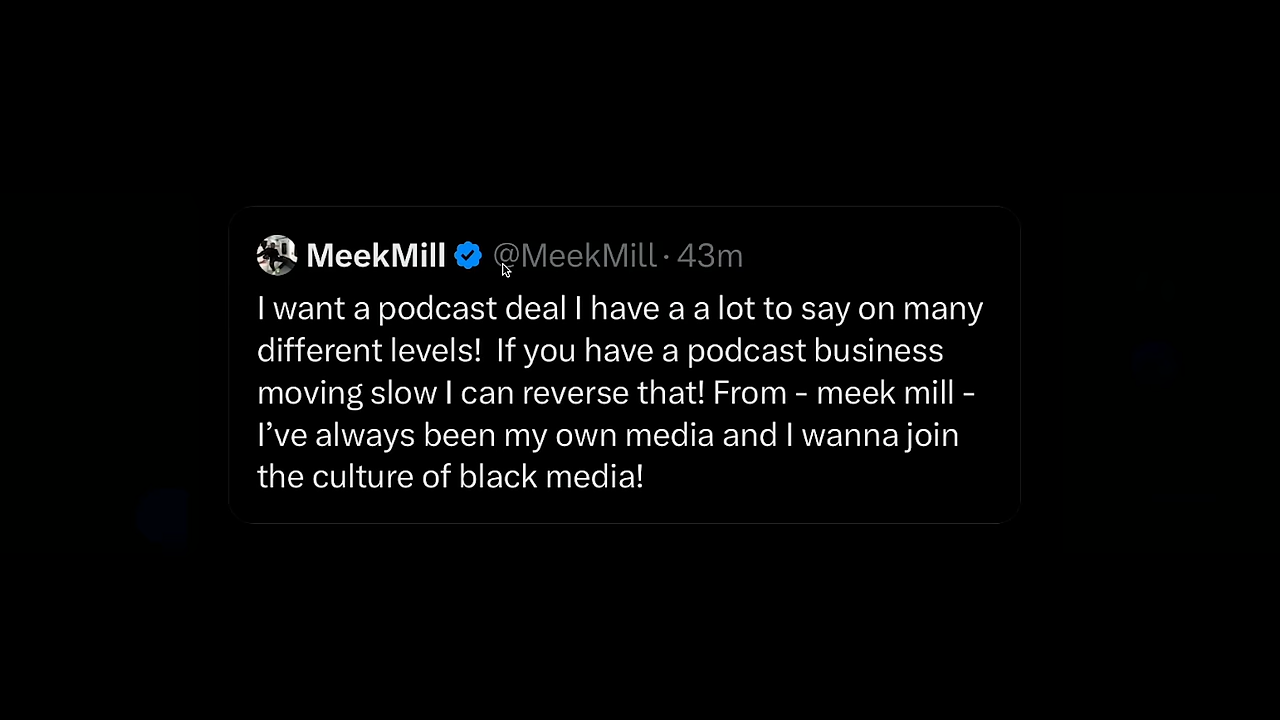 MeekMill @MeekMill · 43m
I want a podcast deal I have a a lot to say on many
different levels!  If you have a podcast business
moving slow I can reverse that! From - meek mill -
I’ve always been my own media and I wanna join
the culture of black media!